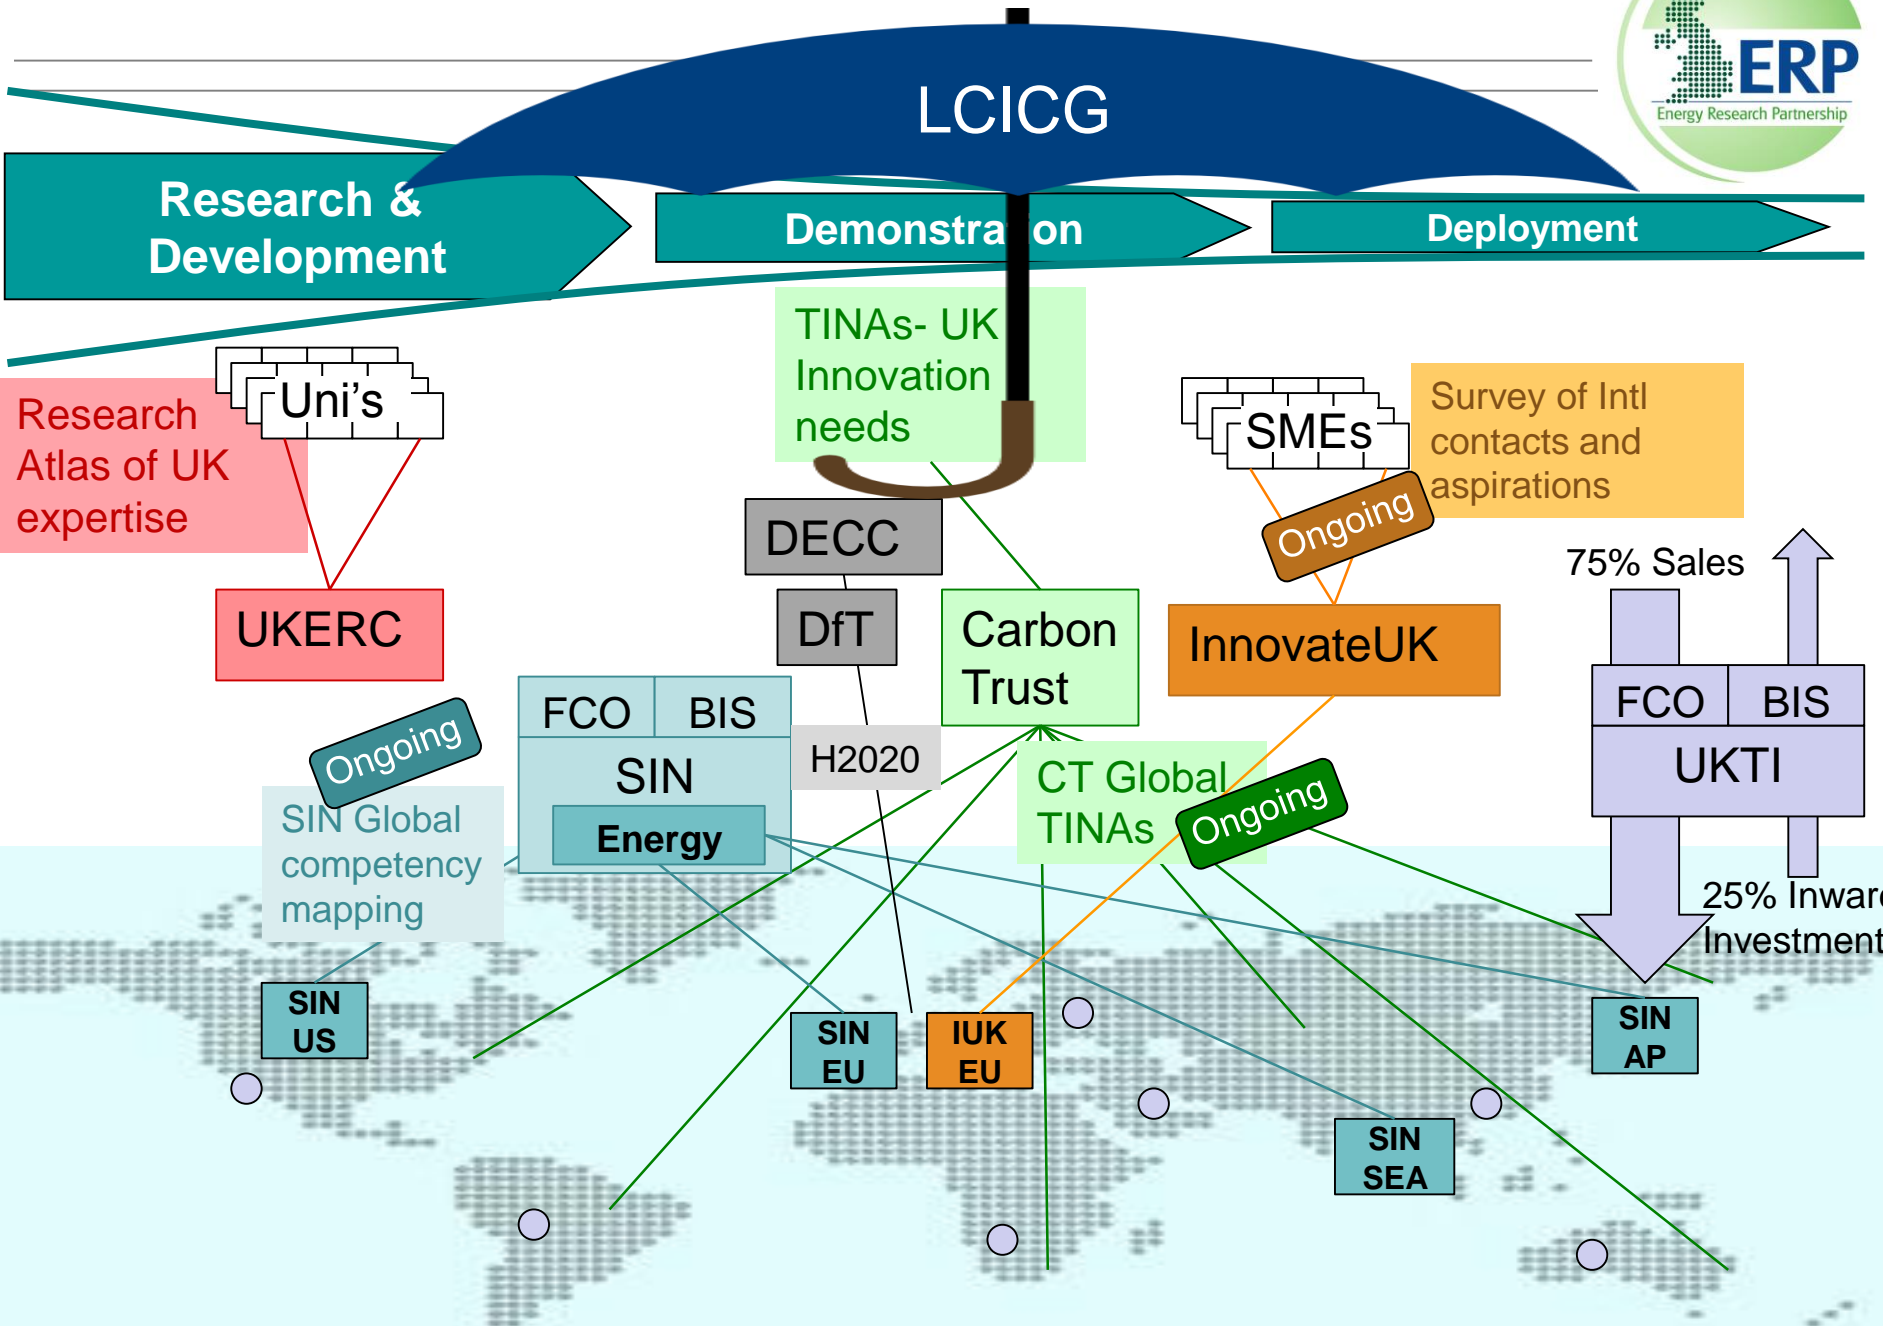 LCICG
ERP
Energy Research Partnership
Research &
Development
Demonstra on
Deployment
TINAs- UK
Innovation
needs
Uni's
Research
Atlas of UK
expertise
SMEs
Survey of Intl
contacts and
aspirations
Ongoing
DECC
75% Sales
UKERC
DfT
Carbon
Trust
InnovateUK
FCO
BIS
UKTI
Ongoing
FCO
BIS
SIN
Energy
H2020
CT Global
TINAs
Ongoing
SIN Global
competency
mapping
25% Inward
Investment
SIN
US
SIN
EU
IUK
EU
SIN
AP
SIN
SEA